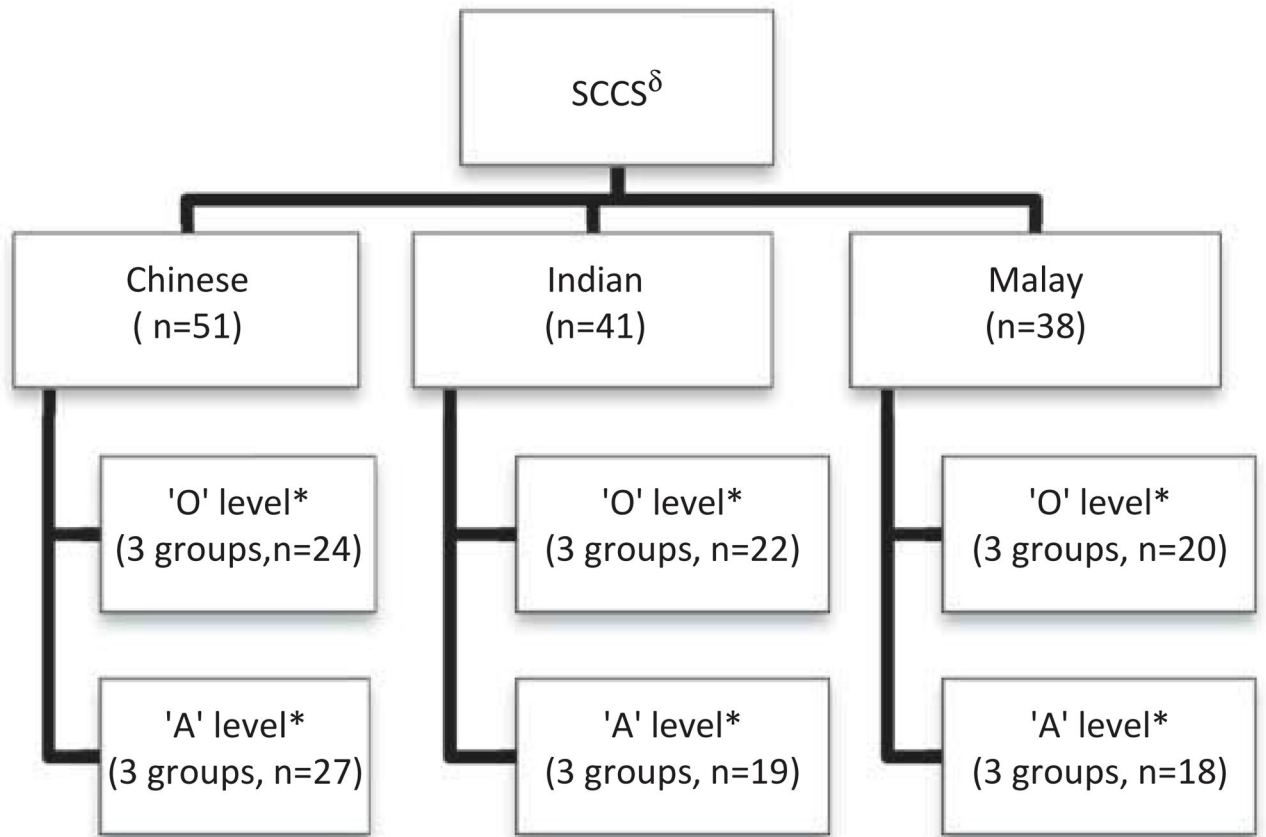 SCCSδ
Chinese
( n=51)
Indian
(n=41)
Malay
(n=38)
'O' level*
(3 groups,n=24)
'O' level*
(3 groups, n=22)
'O' level*
(3 groups, n=20)
'A' level*
(3 groups, n=27)
'A' level*
(3 groups, n=19)
'A' level*
(3 groups, n=18)